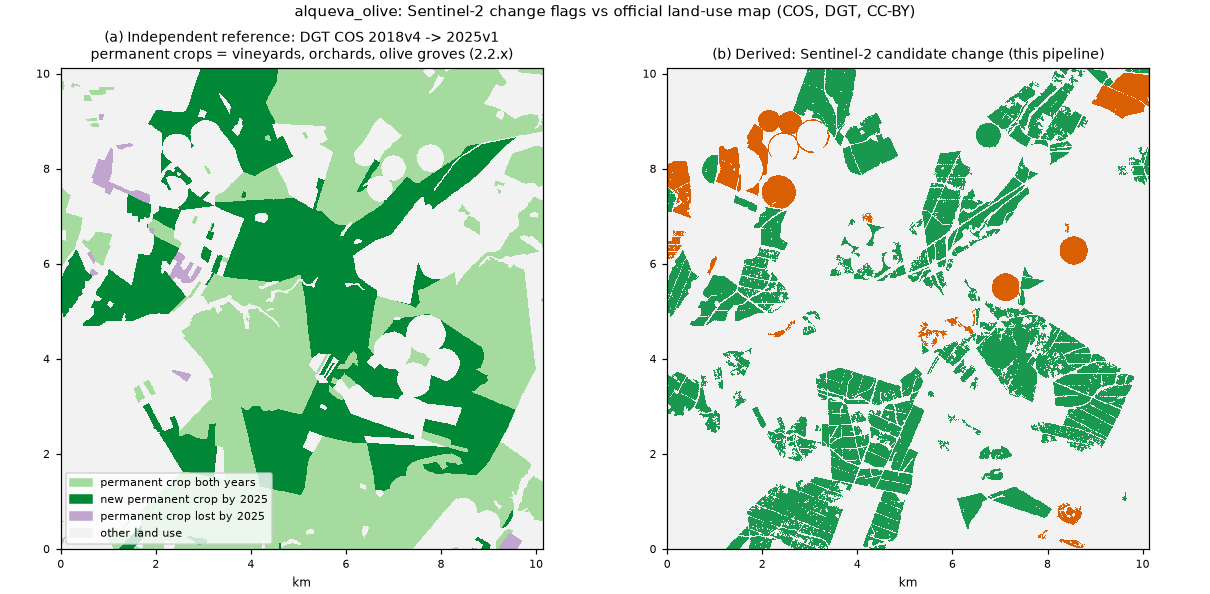 alqueva_olive: Sentinel-2 change flags vs official land-use map (COS, DGT, CC-BY)
(a) Independent reference: DGT COS 2018v4 -> 2025v1
permanent crops = vineyards, orchards, olive groves (2.2.x)
10
8
6
4
2
0
permanent crop both years
new permanent crop by 2025
permanent crop lost by 2025
other land use
0 2 4 6 8 10
km
(b) Derived: Sentinel-2 candidate change (this pipeline)
10
8
6
4
2
0
0 2 4 6 8 10
km